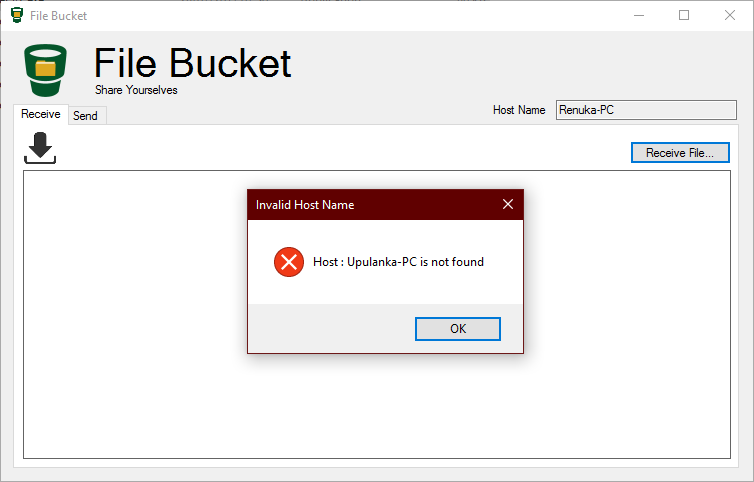 File Bucket
File Bucket
Share Yourselves
Receive
Send
Host Name
Renuka-PC
Receive File...
Invalid Host Name
Host : Upulanka-PC is not found
OK